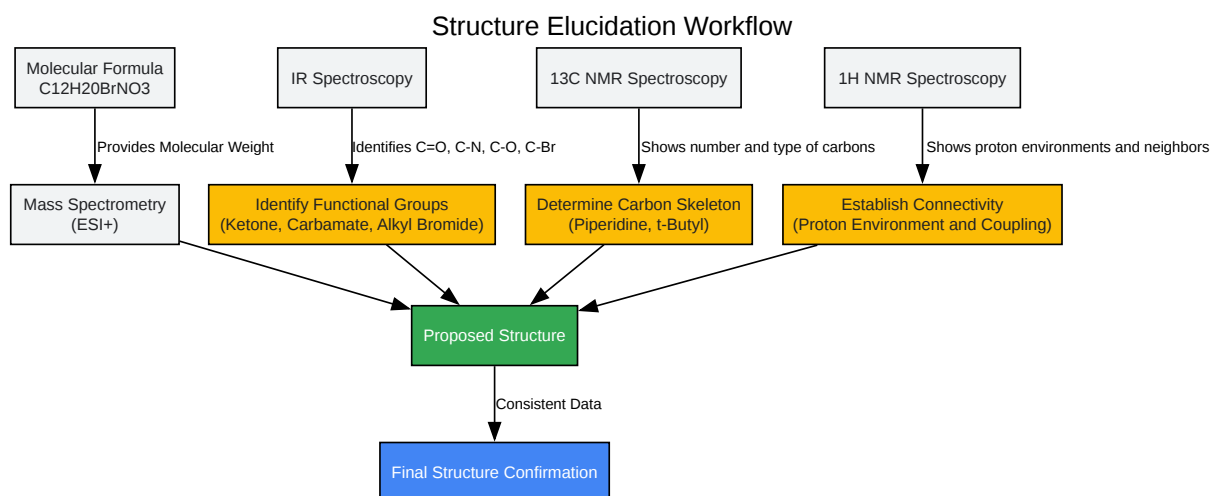 Structure Elucidation Workflow
Molecular Formula
C12H20BrNO3
IR Spectroscopy
13C NMR Spectroscopy
1H NMR Spectroscopy
Provides Molecular Weight
Identifies C=O, C-N, C-O, C-Br
Shows number and type of carbons
Shows proton environments and neighbors
Mass Spectrometry
(ESI+)
Identify Functional Groups
(Ketone, Carbamate, Alkyl Bromide)
Determine Carbon Skeleton
(Piperidine, t-Butyl)
Establish Connectivity
(Proton Environment and Coupling)
Proposed Structure
Consistent Data
Final Structure Confirmation